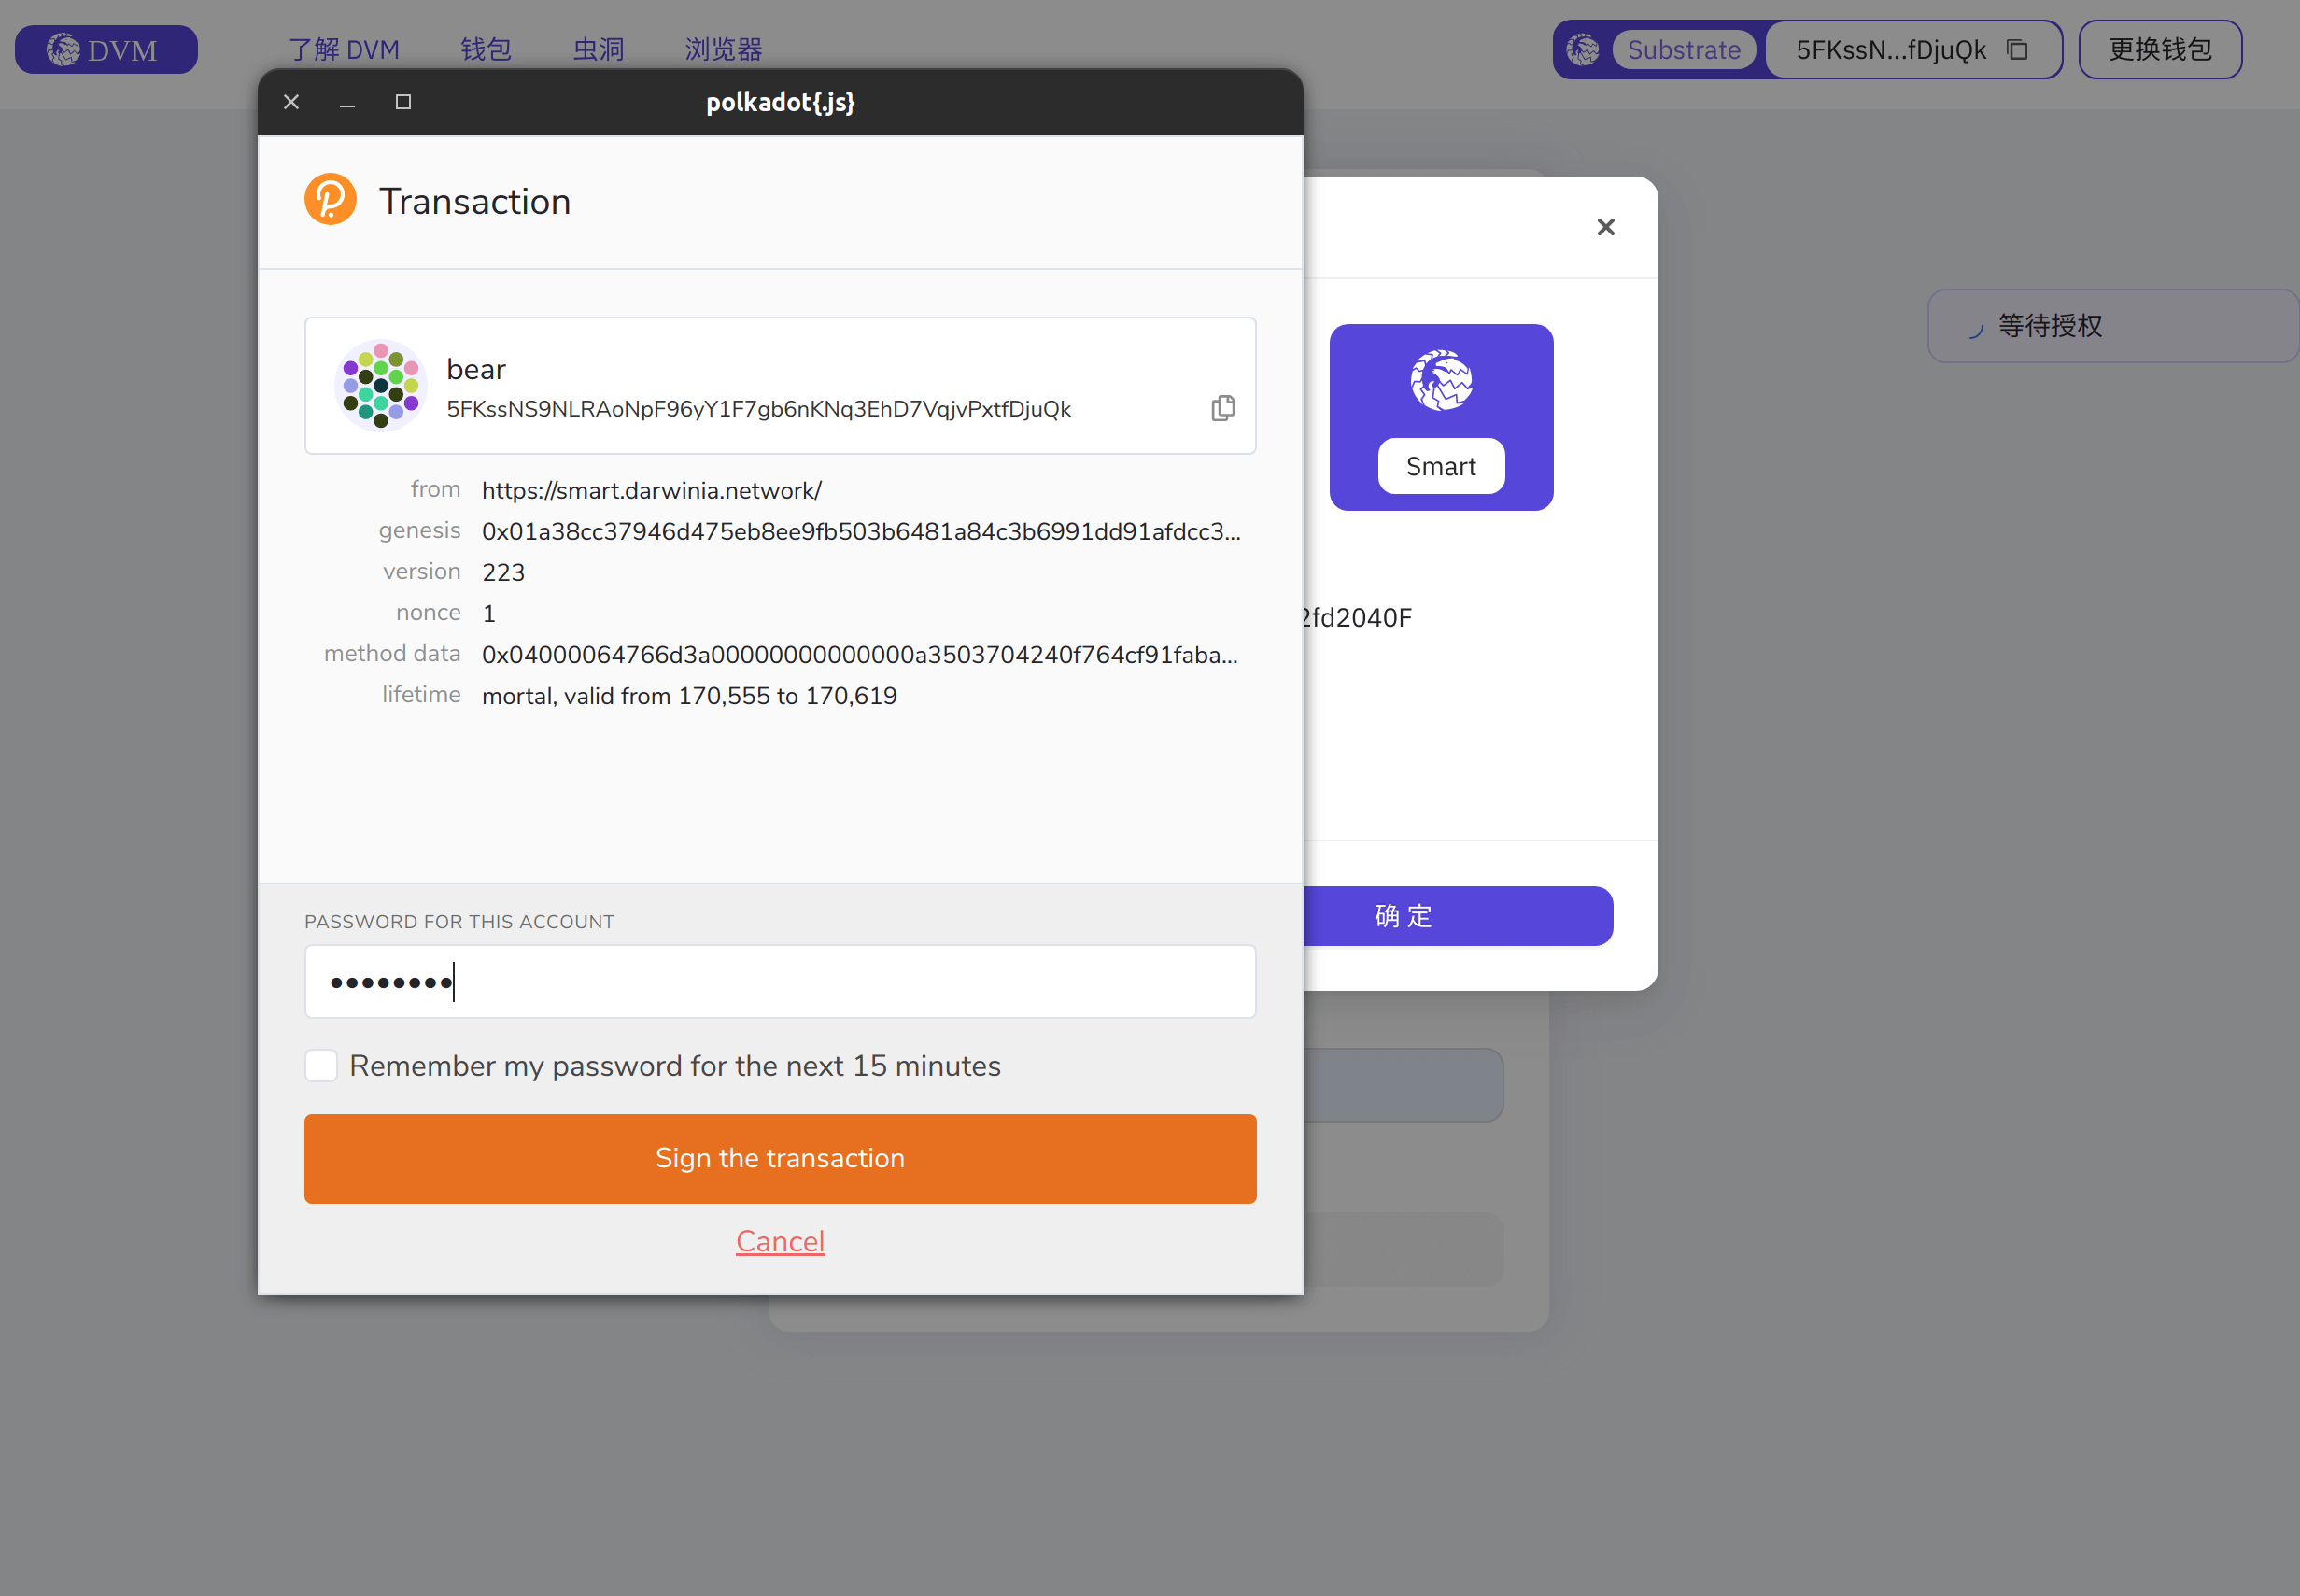 DVM
了解 DVM
钱包
虫洞
浏览器
Substrate
5FKssN...fDjuQk
更换钱包
polkadot{.js}
Transaction
bear
5FKssNS9NLRAoNpF96yY1F7gb6nKNq3EhD7VqjvPxtfDjuQk
from https://smart.darwinia.network/
genesis 0x01a38cc37946d475eb8ee9fb503b6481a84c3b6991dd91afdcc3...
version 223
nonce 1
method data 0x04000064766d3a00000000000000a3503704240f764cf91faba...
lifetime mortal, valid from 170,555 to 170,619
PASSWORD FOR THIS ACCOUNT
••••••••
Remember my password for the next 15 minutes
Sign the transaction
Cancel
Smart
2fd2040F
确 定
等待授权